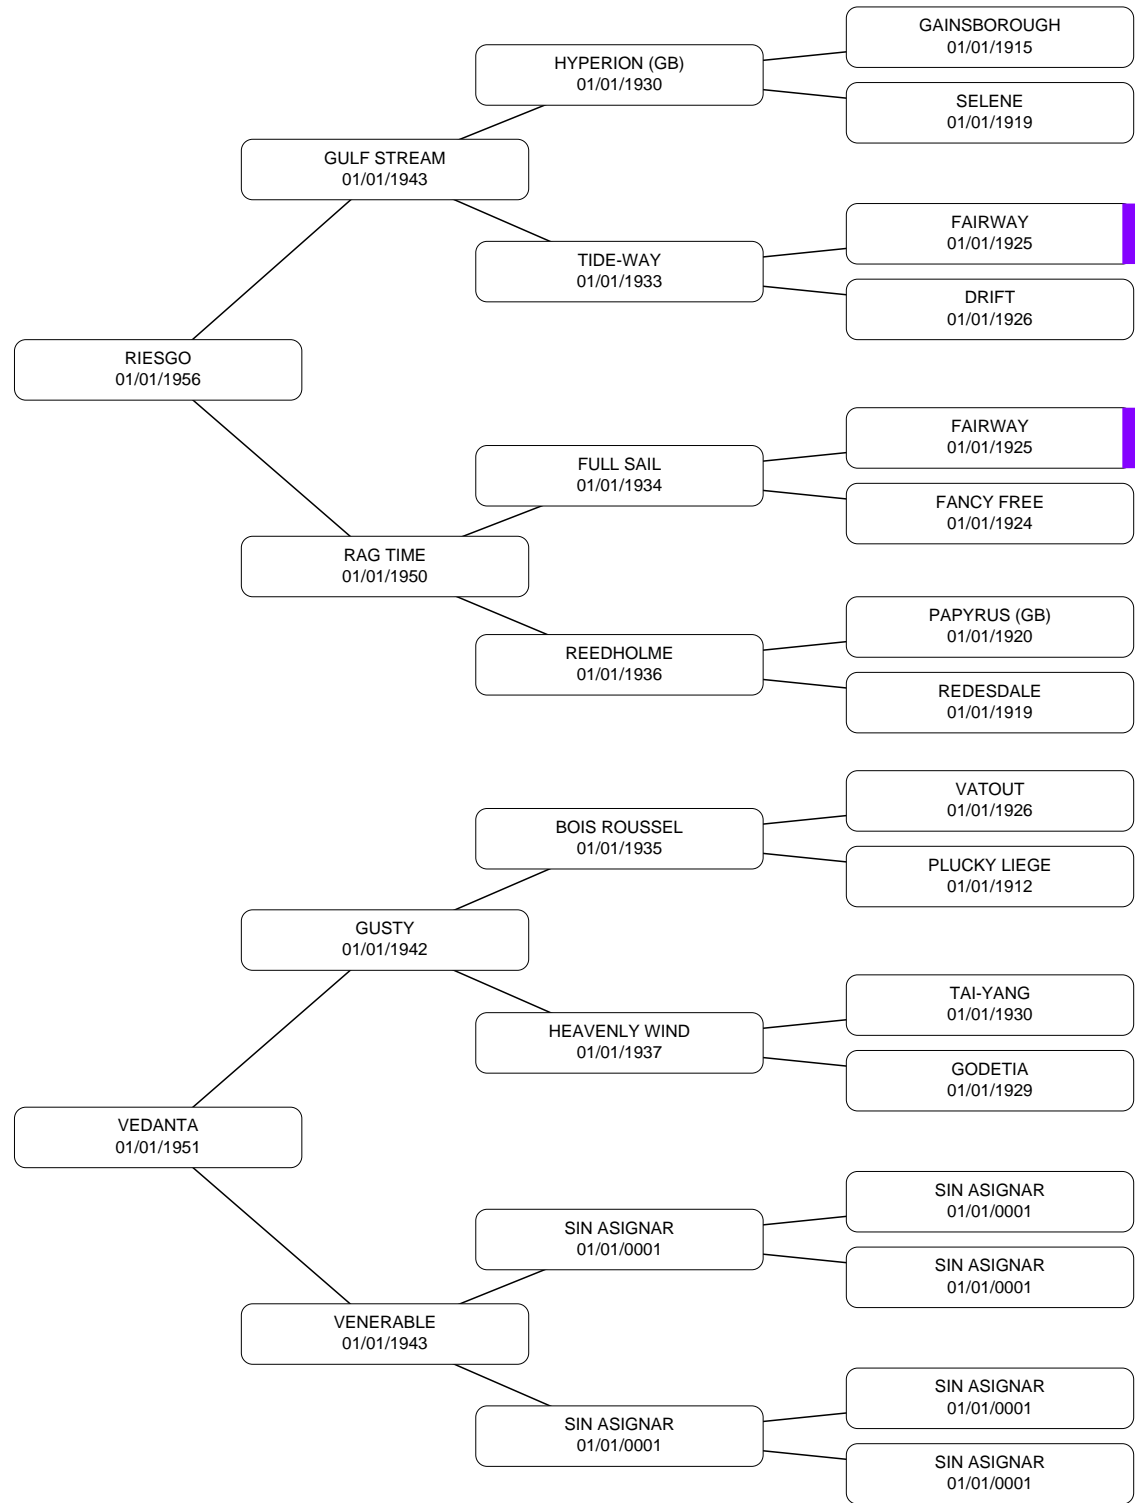 GAINSBOROUGH
01/01/1915
HYPERION (GB)
01/01/1930
SELENE
01/01/1919
GULF STREAM
01/01/1943
FAIRWAY
01/01/1925
TIDE-WAY
01/01/1933
DRIFT
01/01/1926
RIESGO
01/01/1956
FAIRWAY
01/01/1925
FULL SAIL
01/01/1934
FANCY FREE
01/01/1924
RAG TIME
01/01/1950
PAPYRUS (GB)
01/01/1920
REEDHOLME
01/01/1936
REDESDALE
01/01/1919
VATOUT
01/01/1926
BOIS ROUSSEL
01/01/1935
PLUCKY LIEGE
01/01/1912
GUSTY
01/01/1942
TAI-YANG
01/01/1930
HEAVENLY WIND
01/01/1937
GODETIA
01/01/1929
VEDANTA
01/01/1951
SIN ASIGNAR
01/01/0001
SIN ASIGNAR
01/01/0001
SIN ASIGNAR
01/01/0001
VENERABLE
01/01/1943
SIN ASIGNAR
01/01/0001
SIN ASIGNAR
01/01/0001
SIN ASIGNAR
01/01/0001